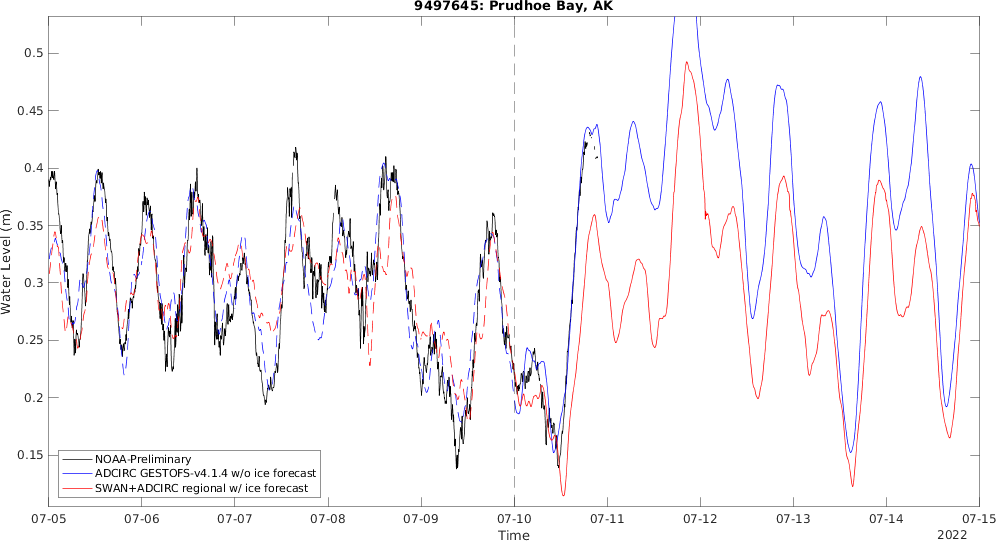 9497645: Prudhoe Bay, AK
Water Level (m)
0.5
0.45
0.4
0.35
0.3
0.25
0.2
0.15
NOAA-Preliminary
ADCIRC GESTOFS-v4.1.4 w/o ice forecast
SWAN+ADCIRC regional w/ ice forecast
07-05 07-06 07-07 07-08 07-09 07-10 07-11 07-12 07-13 07-14 07-15
Time
2022